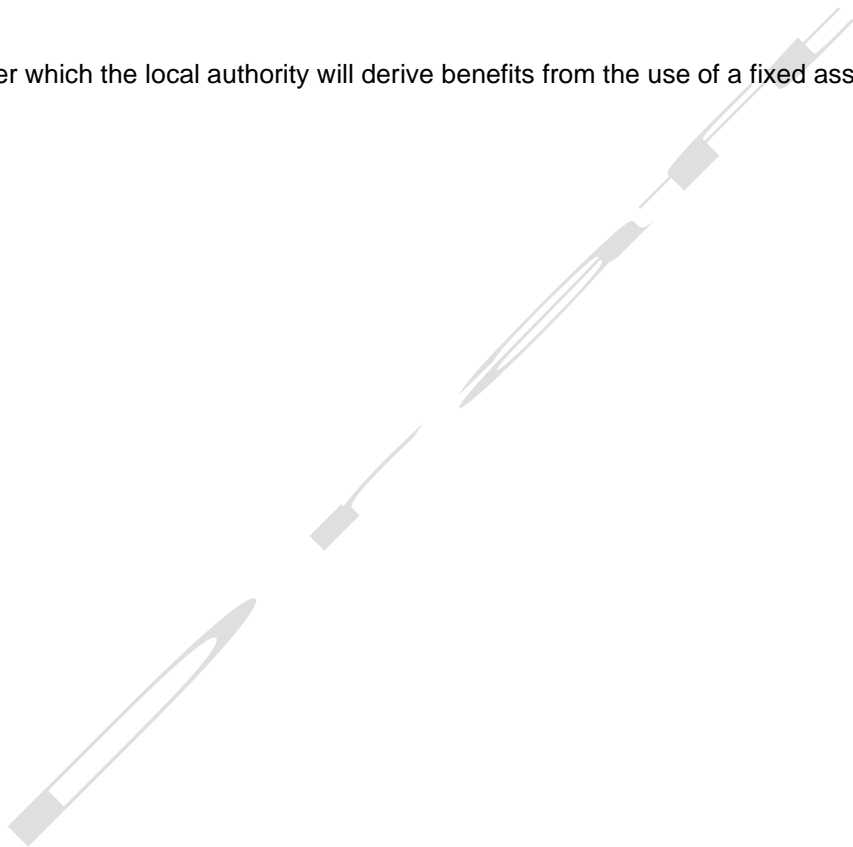 er which the local authority will derive benefits from the use of a fixed ass